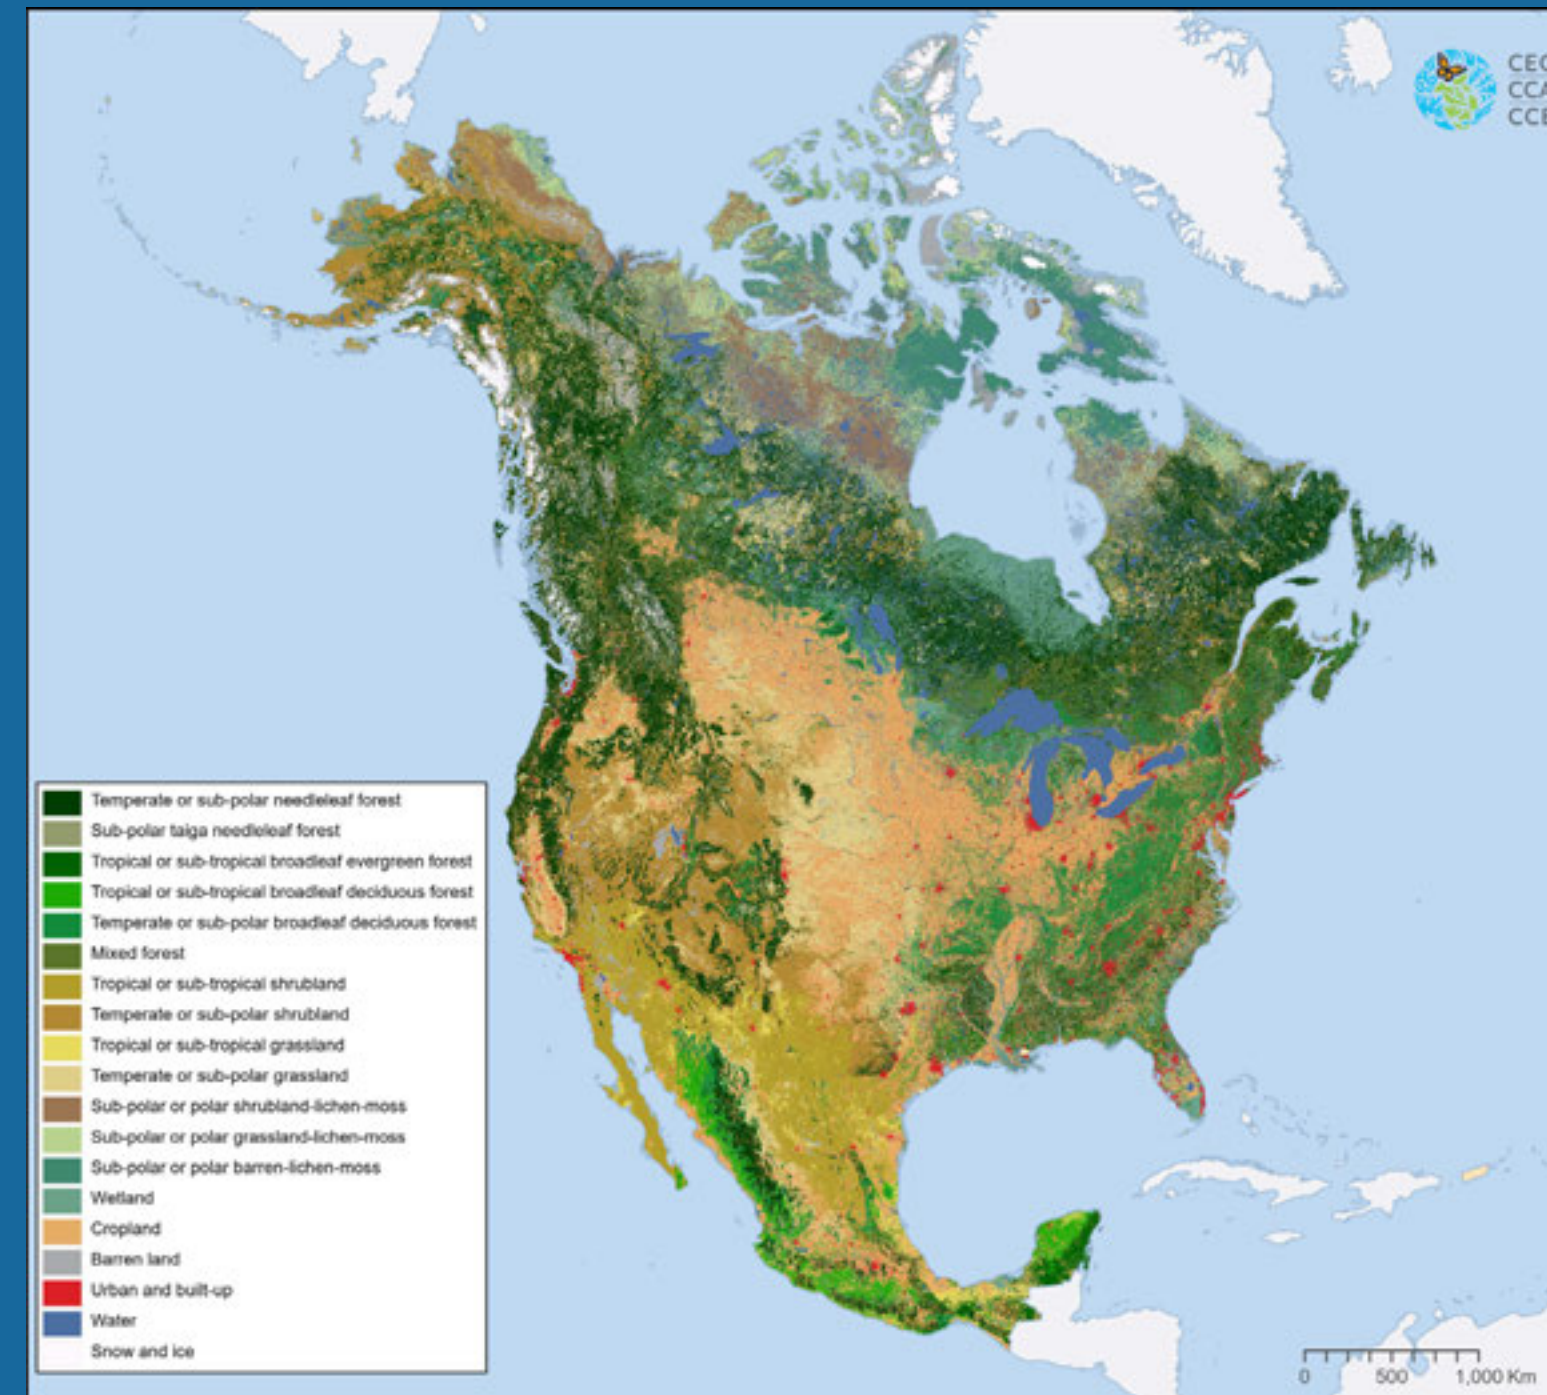 CEC
CCA
CCE
Temperate or sub-polar needleleaf forest
Sub-polar taiga needleleaf forest
Tropical or sub-tropical broadleaf evergreen forest
Tropical or sub-tropical broadleaf deciduous forest
Temperate or sub-polar broadleaf deciduous forest
Mixed forest
Tropical or sub-tropical shrubland
Temperate or sub-polar shrubland
Tropical or sub-tropical grassland
Temperate or sub-polar grassland
Sub-polar or polar shrubland-lichen-moss
Sub-polar or polar grassland-lichen-moss
Sub-polar or polar barren-lichen-moss
Wetland
Cropland
Barren land
Urban and built-up
Water
Snow and ice
0 500 1,000 Km